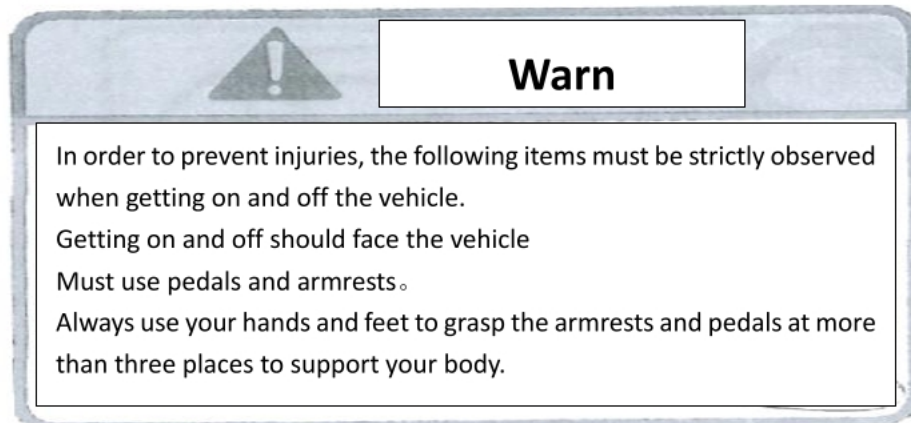 Warn
In order to prevent injuries, the following items must be strictly observed
when getting on and off the vehicle.
Getting on and off should face the vehicle
Must use pedals and armrests。
Always use your hands and feet to grasp the armrests and pedals at more
than three places to support your body.